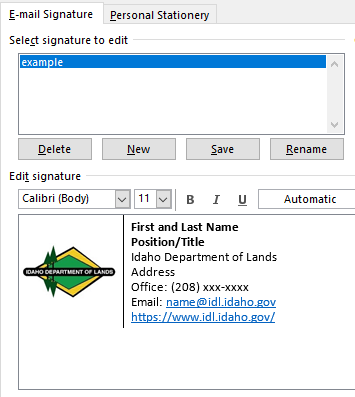 E-mail Signature Personal Stationery
Select signature to edit
example
Delete New Save Rename
Edit signature
Calibri (Body) 11 B I U Automatic
First and Last Name
Position/Title
Idaho Department of Lands
Address
Office: (208) xxx-xxxx
Email: name@idl.idaho.gov
https://www.idl.idaho.gov/
IDAHO DEPARTMENT OF LANDS